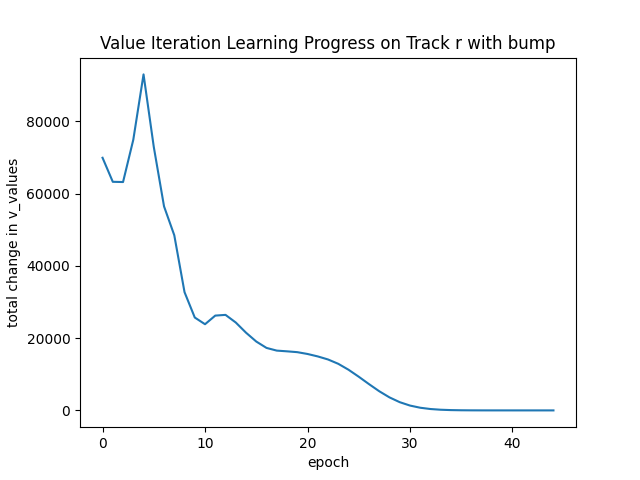 Value Iteration Learning Progress on Track r with bump
total change in v_values
80000
60000
40000
20000
0
0 10 20 30 40
epoch